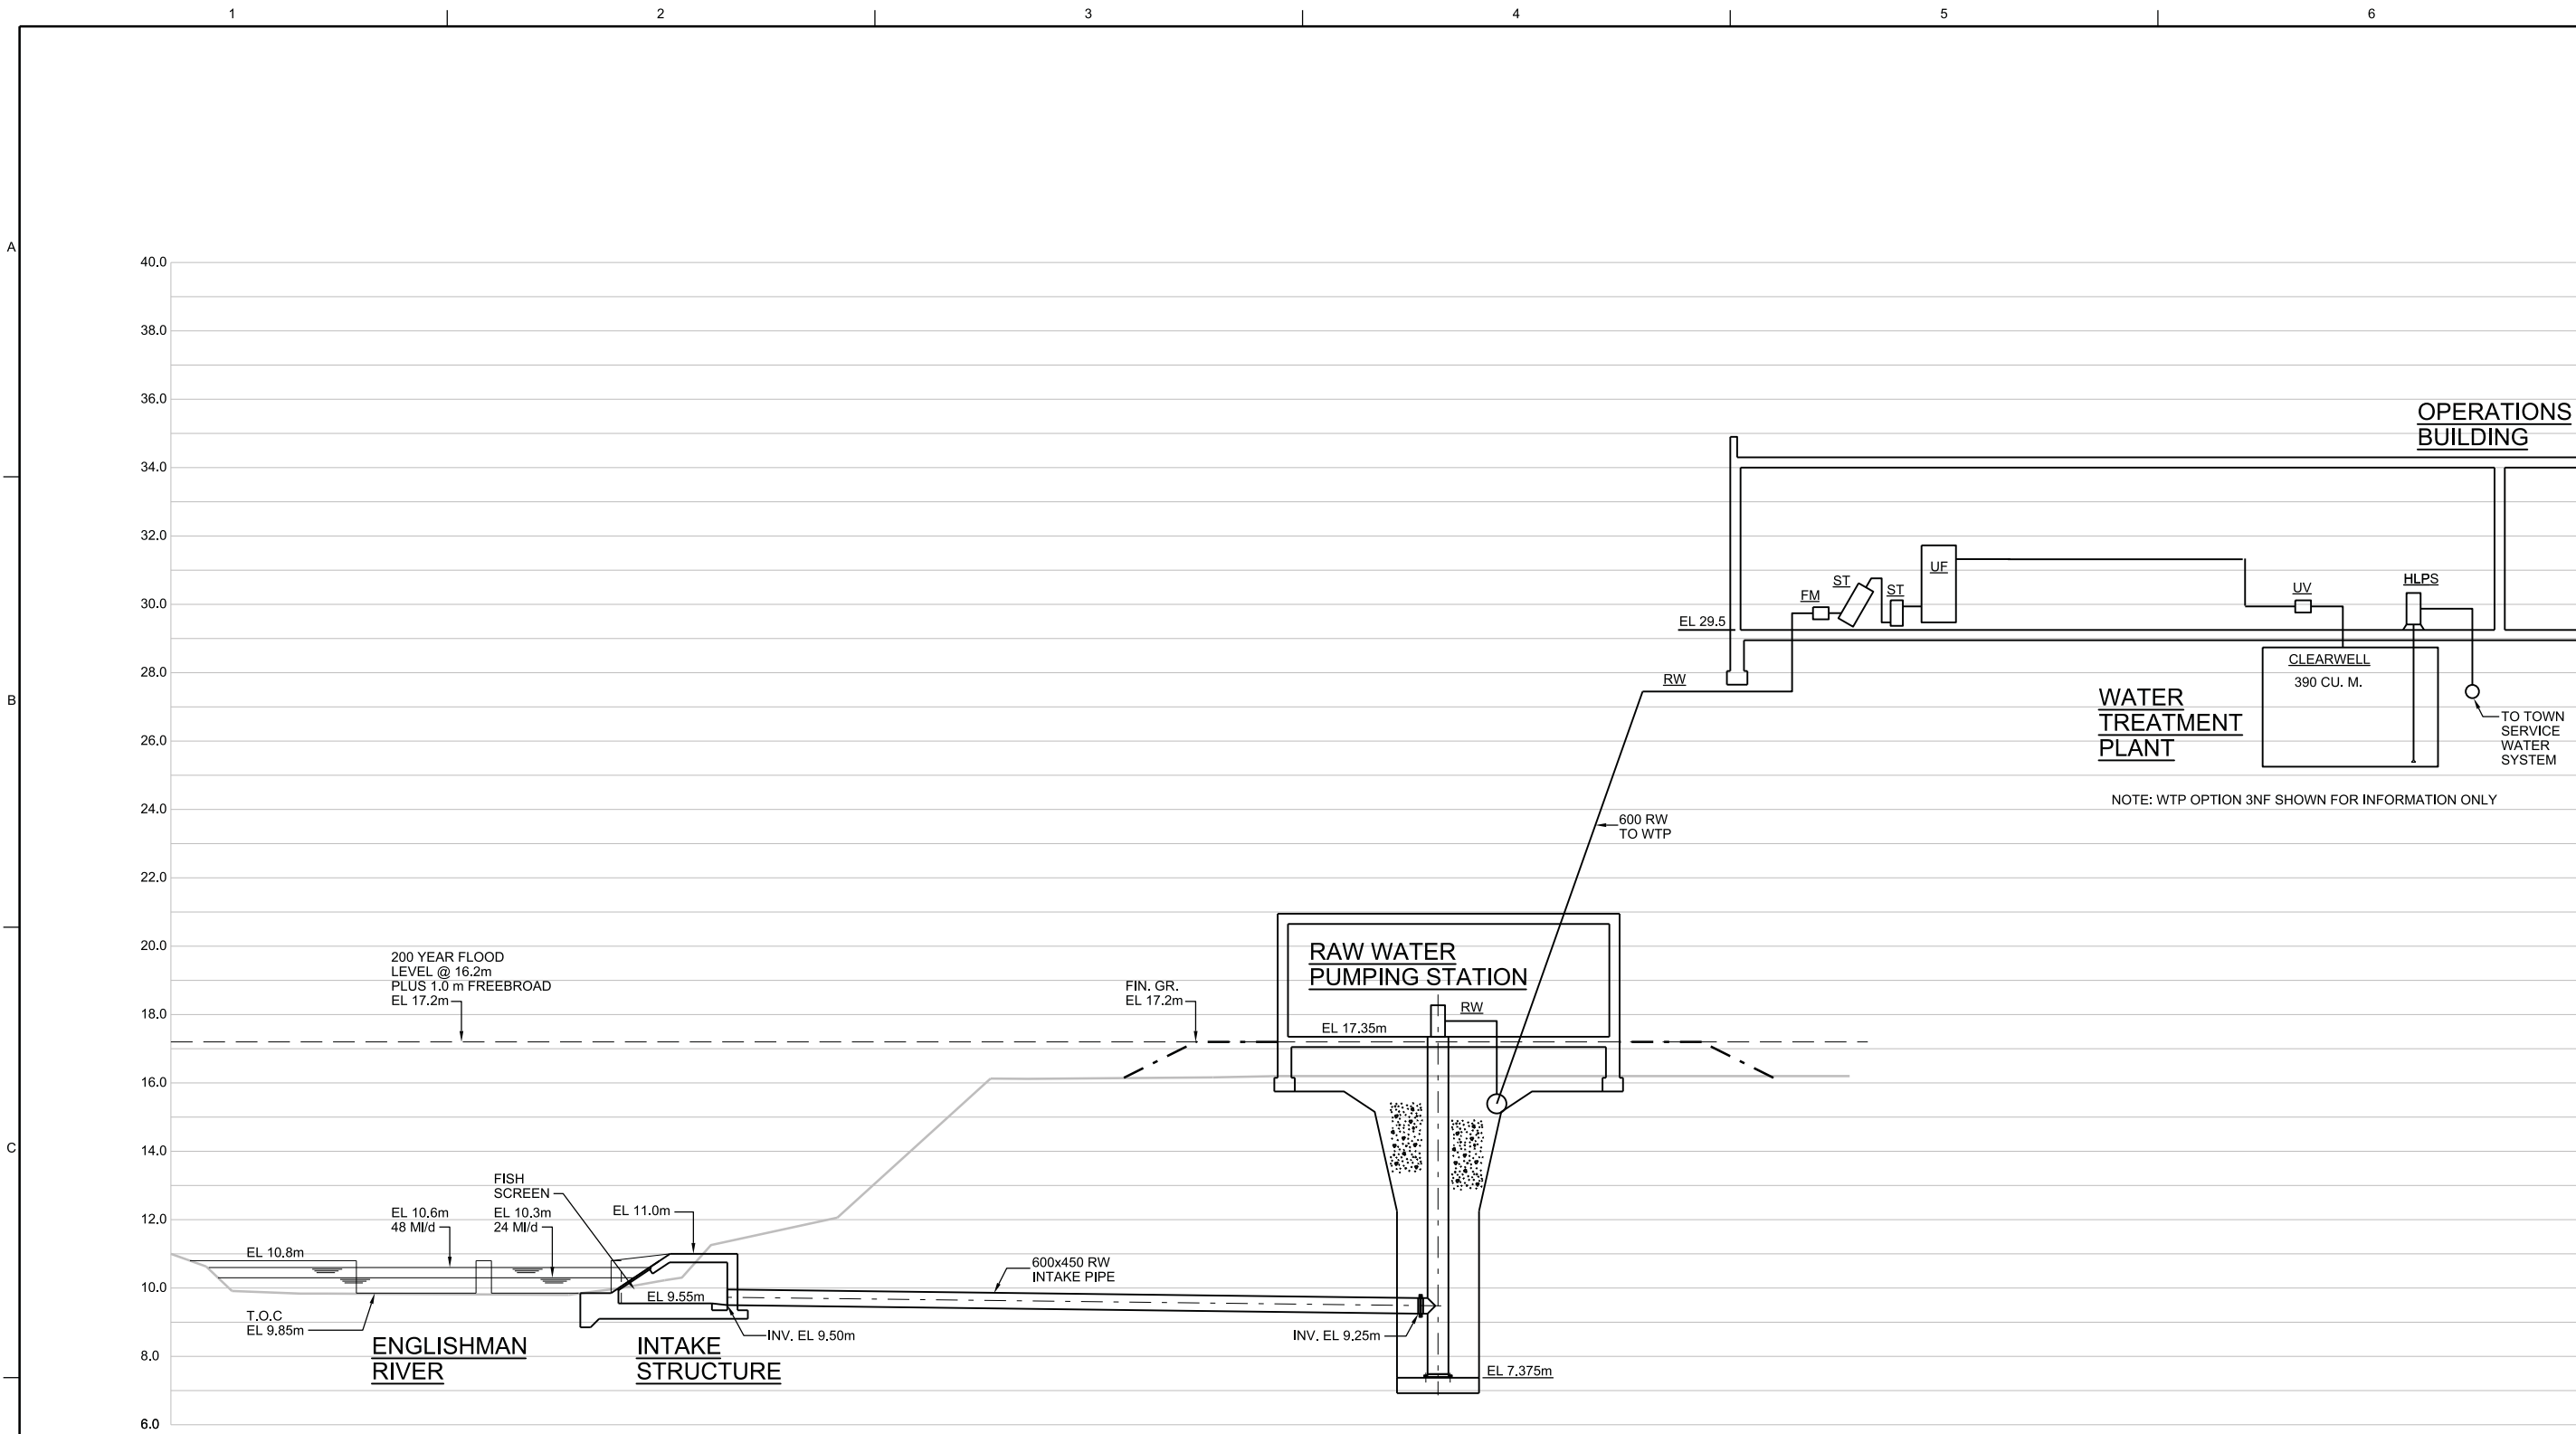 1 2 3 4 5 6
A
40.0
38.0
36.0
OPERATIONS
BUILDING
34.0
32.0
UF
ST
ST
FM
UV
HLPS
30.0
EL 29.5
28.0
RW
CLEARWELL
390 CU. M.
B
WATER
TREATMENT
PLANT
TO TOWN
SERVICE
WATER
SYSTEM
26.0
NOTE: WTP OPTION 3NF SHOWN FOR INFORMATION ONLY
24.0
600 RW
TO WTP
22.0
20.0
200 YEAR FLOOD
LEVEL @ 16.2m
PLUS 1.0 m FREEBROAD
EL 17.2m
RAW WATER
PUMPING STATION
FIN. GR.
EL 17.2m
RW
18.0
EL 17.35m
16.0
14.0
C
FISH
SCREEN
12.0
EL 10.6m
48 Ml/d
EL 10.3m
24 Ml/d
EL 11.0m
EL 10.8m
600x450 RW
INTAKE PIPE
10.0
EL 9.55m
T.O.C
EL 9.85m
INV. EL 9.50m
INV. EL 9.25m
ENGLISHMAN
RIVER
INTAKE
STRUCTURE
8.0
EL 7.375m
6.0